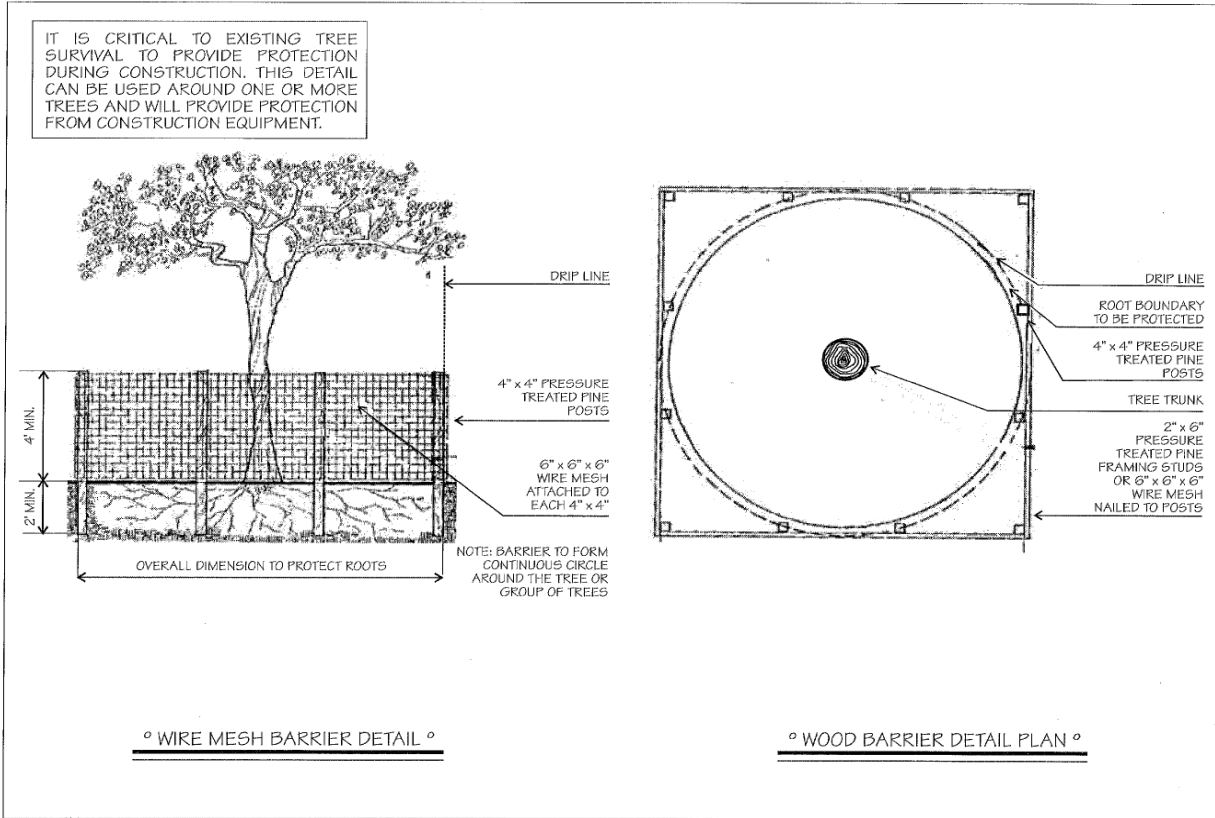 IT IS CRITICAL TO EXISTING TREE
SURVIVAL TO PROVIDE PROTECTION
DURING CONSTRUCTION. THIS DETAIL
CAN BE USED AROUND ONE OR MORE
TREES AND WILL PROVIDE PROTECTION
FROM CONSTRUCTION EQUIPMENT.
DRIP LINE
4" x 4" PRESSURE
TREATED PINE
POSTS
4' MIN.
6" x 6" x 6"
WIRE MESH
ATTACHED TO
EACH 4" x 4"
2' MIN.
NOTE: BARRIER TO FORM
CONTINUOUS CIRCLE
AROUND THE TREE OR
GROUP OF TREES
OVERALL DIMENSION TO PROTECT ROOTS
° WIRE MESH BARRIER DETAIL °
DRIP LINE
ROOT BOUNDARY
TO BE PROTECTED
4" x 4" PRESSURE
TREATED PINE
POSTS
TREE TRUNK
2" x 6"
PRESSURE
TREATED PINE
FRAMING STUDS
OR 6" x 6" x 6"
WIRE MESH
NAILED TO POSTS
° WOOD BARRIER DETAIL PLAN °